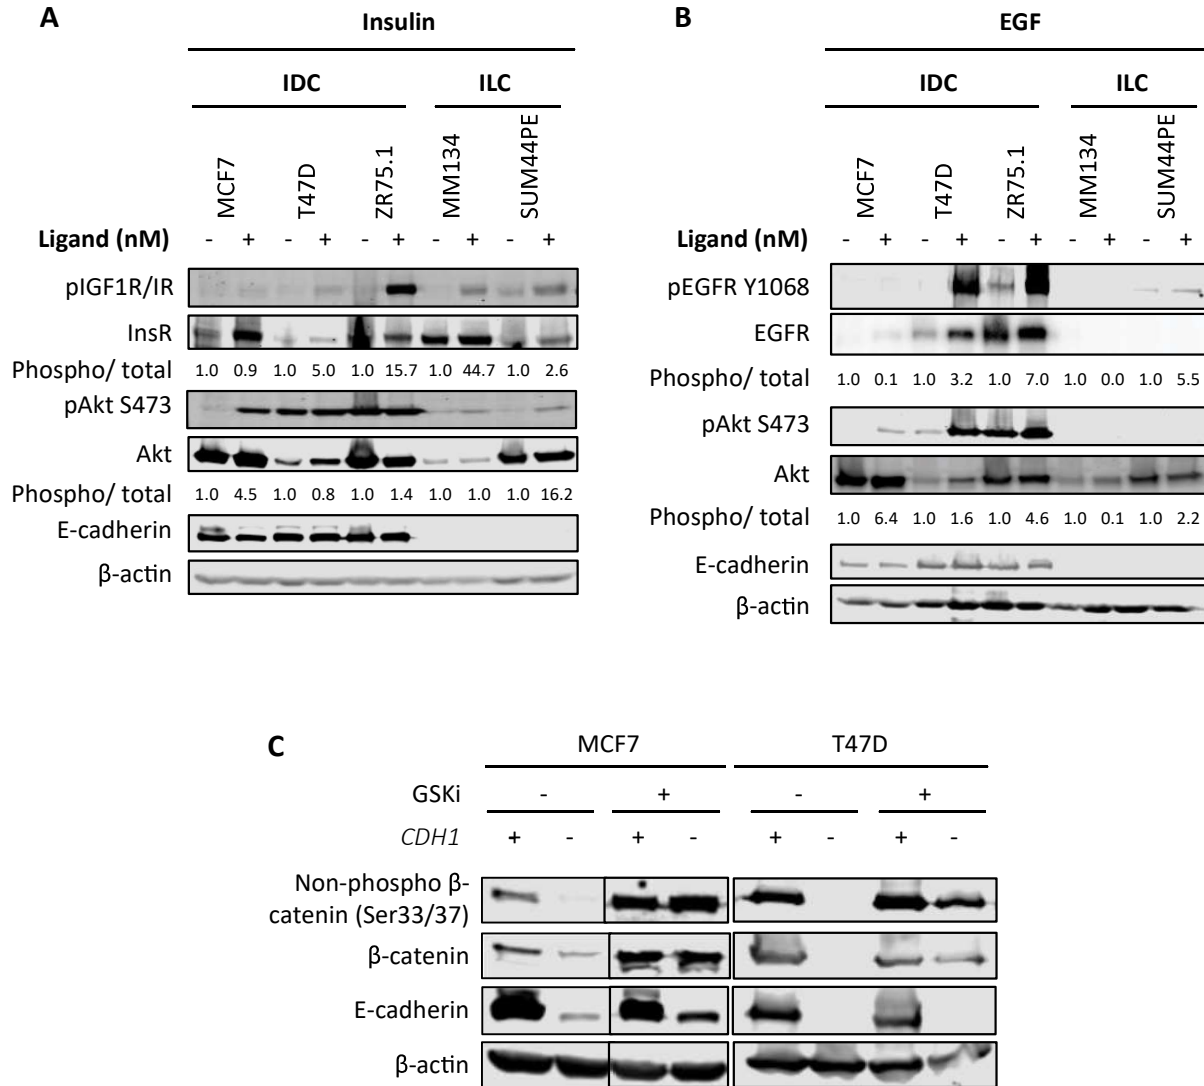 A
Insulin
IDC
ILC
MCF7
T47D
ZR75.1
MM134
SUM44PE
Ligand (nM) - + - + - + - + - +
pIGF1R/IR
InsR
Phospho/ total 1.0 0.9 1.0 5.0 1.0 15.7 1.0 44.7 1.0 2.6
pAkt S473
Akt
Phospho/ total 1.0 4.5 1.0 0.8 1.0 1.4 1.0 1.0 1.0 16.2
E-cadherin
β-actin
B
EGF
IDC
ILC
MCF7
T47D
ZR75.1
MM134
SUM44PE
Ligand (nM) - + - + - + - + - +
pEGFR Y1068
EGFR
Phospho/ total 1.0 0.1 1.0 3.2 1.0 7.0 1.0 0.0 1.0 5.5
pAkt S473
Akt
Phospho/ total 1.0 6.4 1.0 1.6 1.0 4.6 1.0 0.1 1.0 2.2
E-cadherin
β-actin
C
MCF7
T47D
GSKi - + - +
CDH1 + - + - + - + -
Non-phospho β-
catenin (Ser33/37)
β-catenin
E-cadherin
β-actin